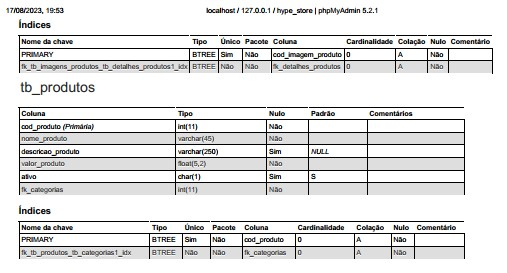 17/08/2023, 19:53 localhost / 127.0.0.1 / hype_store | phpMyAdmin 5.2.1
Índices
Nome da chave Tipo Único Pacote Coluna Cardinalidade Colação Nulo Comentário
PRIMARY BTREE Sim Não cod_imagem_produto 0 A Não
fk_tb_imagens_produtos_tb_detalhes_produtos1_idx BTREE Não Não fk_detalhes_produtos 0 A Não
tb_produtos
Coluna Tipo Nulo Padrão Comentários
cod_produto (Primária) int(11) Não
nome_produto varchar(45) Não
descricao_produto varchar(250) Sim NULL
valor_produto float(5,2) Não
ativo char(1) Sim S
fk_categorias int(11) Não
Índices
Nome da chave Tipo Único Pacote Coluna Cardinalidade Colação Nulo Comentário
PRIMARY BTREE Sim Não cod_produto 0 A Não
fk_tb_produtos_tb_categorias1_idx BTREE Não Não fk_categorias 0 A Não